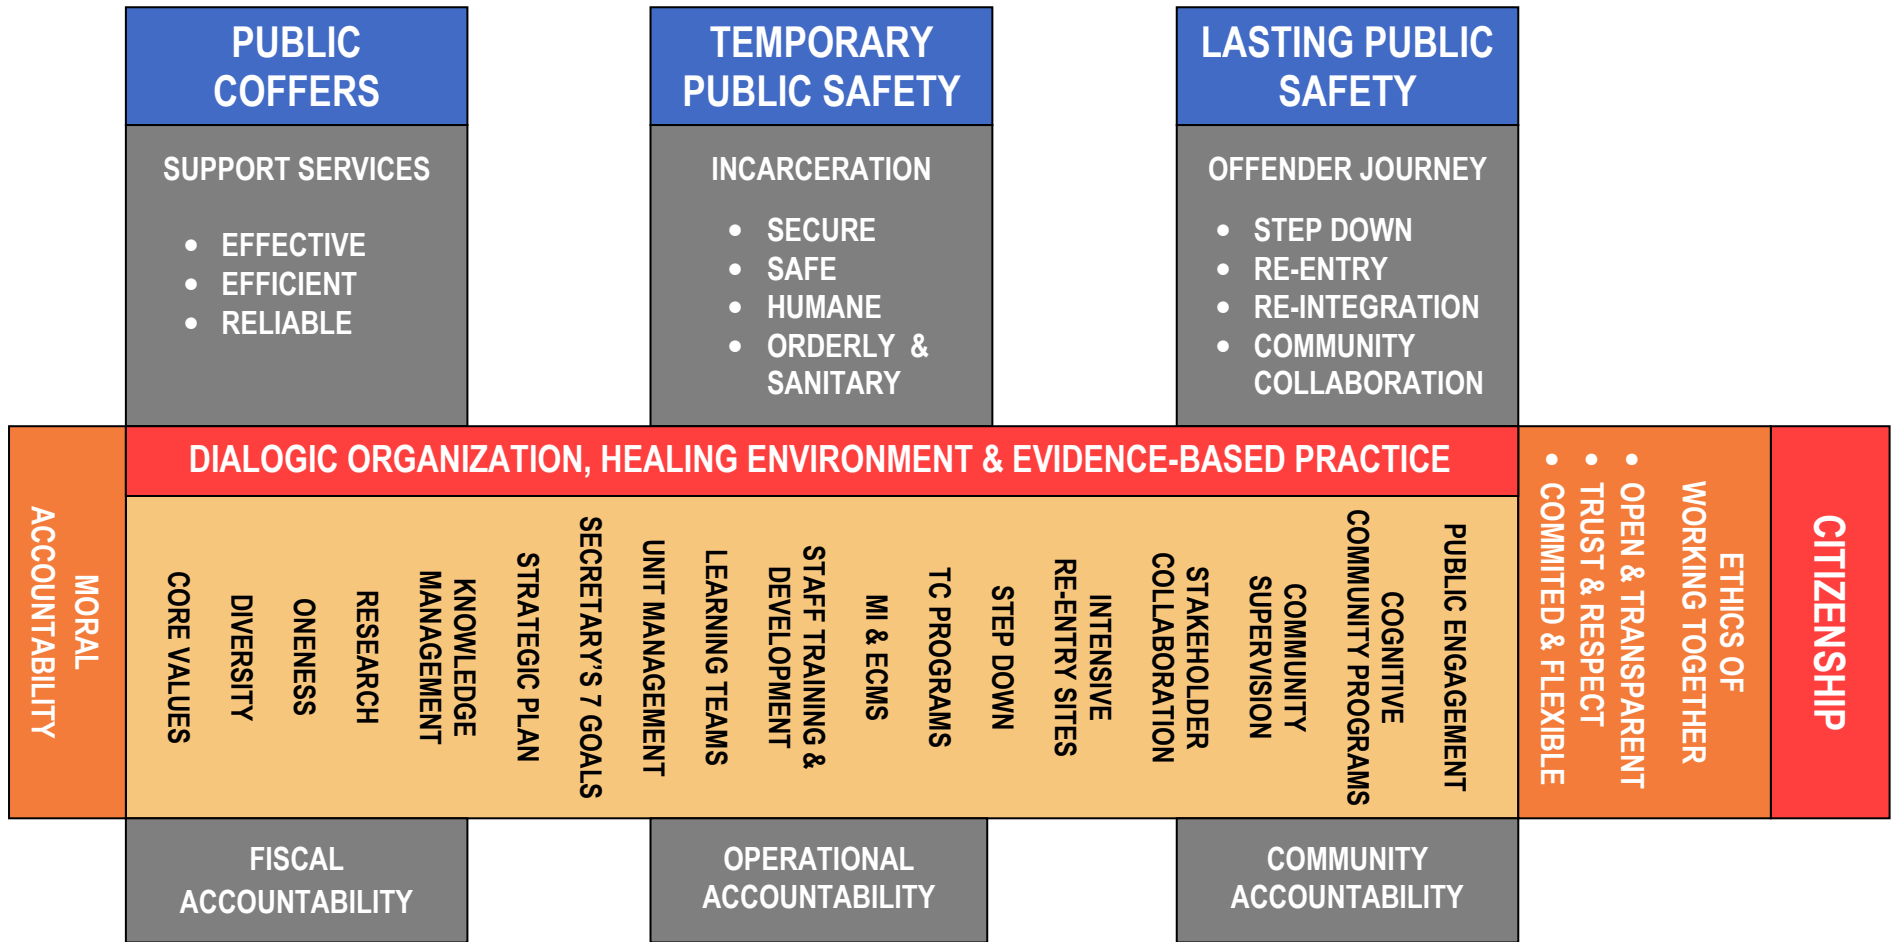 PUBLIC
COFFERS
TEMPORARY
PUBLIC SAFETY
LASTING PUBLIC
SAFETY
SUPPORT SERVICES
• EFFECTIVE
• EFFICIENT
• RELIABLE
INCARCERATION
• SECURE
• SAFE
• HUMANE
• ORDERLY &
SANITARY
OFFENDER JOURNEY
• STEP DOWN
• RE-ENTRY
• RE-INTEGRATION
• COMMUNITY
COLLABORATION
MORAL
ACCOUNTABILITY
DIALOGIC ORGANIZATION, HEALING ENVIRONMENT & EVIDENCE-BASED PRACTICE
CORE VALUES
DIVERSITY
ONENESS
RESEARCH
KNOWLEDGE
MANAGEMENT
STRATEGIC PLAN
SECRETARY'S 7 GOALS
UNIT MANAGEMENT
LEARNING TEAMS
STAFF TRAINING &
DEVELOPMENT
MI & ECMS
TC PROGRAMS
STEP DOWN
INTENSIVE
RE-ENTRY SITES
STAKEHOLDER
COLLABORATION
COMMUNITY
SUPERVISION
COGNITIVE
COMMUNITY PROGRAMS
PUBLIC ENGAGEMENT
ETHICS OF
WORKING TOGETHER
• OPEN & TRANSPARENT
• TRUST & RESPECT
• COMMITED & FLEXIBLE
CITIZENSHIP
FISCAL
ACCOUNTABILITY
OPERATIONAL
ACCOUNTABILITY
COMMUNITY
ACCOUNTABILITY